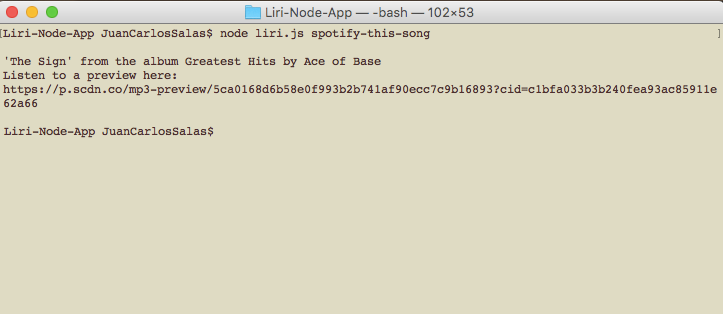 Liri-Node-App — -bash — 102×53
[Liri-Node-App JuanCarlosSalas$ node liri.js spotify-this-song ]
'The Sign' from the album Greatest Hits by Ace of Base
Listen to a preview here:
https://p.scdn.co/mp3-preview/5ca0168d6b58e0f993b2b741af90ecc7c9b16893?cid=c1bfa033b3b240fea93ac85911e
62a66
Liri-Node-App JuanCarlosSalas$